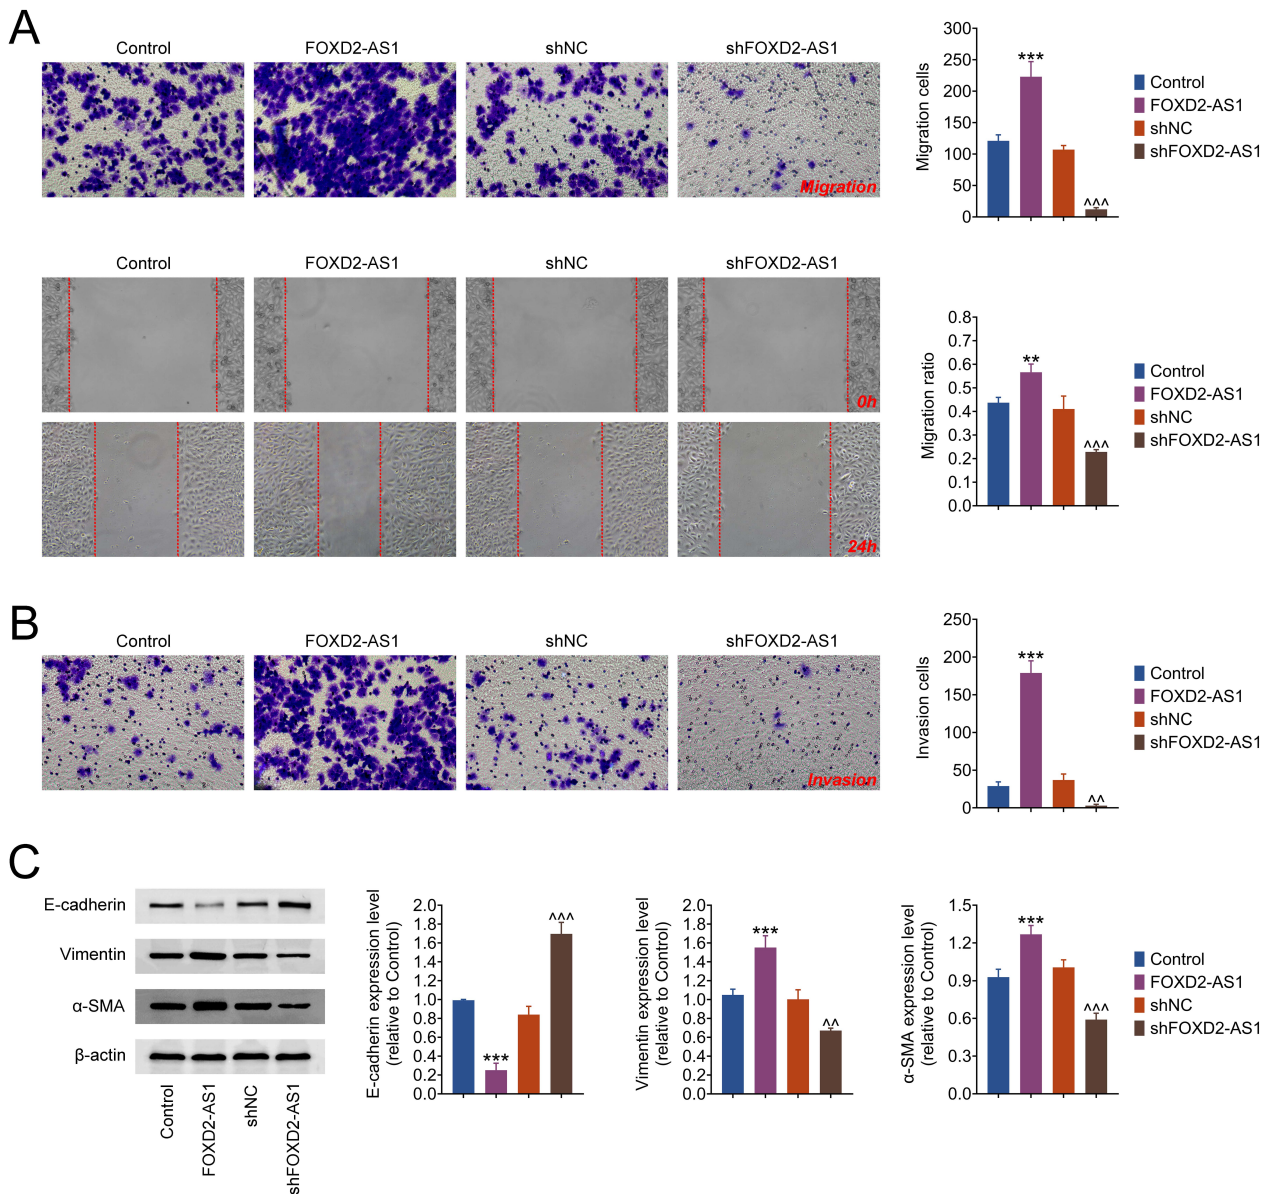 A
Control
FOXD2-AS1
shNC
shFOXD2-AS1
Migration
Migration cells
300
250
200
150
100
50
0
***
^^^
Control
FOXD2-AS1
shNC
shFOXD2-AS1
Control
FOXD2-AS1
shNC
shFOXD2-AS1
0h
24h
Migration ratio
0.8
0.7
0.6
0.5
0.4
0.3
0.2
0.1
0.0
**
^^^
Control
FOXD2-AS1
shNC
shFOXD2-AS1
B
Control
FOXD2-AS1
shNC
shFOXD2-AS1
Invasion
Invasion cells
250
200
150
100
50
0
***
^^
Control
FOXD2-AS1
shNC
shFOXD2-AS1
C
E-cadherin
Vimentin
α-SMA
β-actin
Control
FOXD2-AS1
shNC
shFOXD2-AS1
E-cadherin expression level
(relative to Control)
2.0
1.8
1.6
1.4
1.2
1.0
0.8
0.6
0.4
0.2
0.0
***
^^^
Vimentin expression level
(relative to Control)
2.0
1.8
1.6
1.4
1.2
1.0
0.8
0.6
0.4
0.2
0.0
***
^^
α-SMA expression level
(relative to Control)
1.5
1.2
0.9
0.6
0.3
0.0
***
^^^
Control
FOXD2-AS1
shNC
shFOXD2-AS1